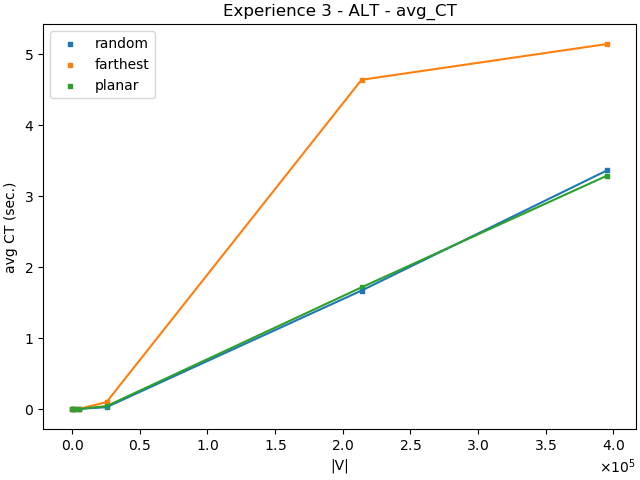 Experience 3 - ALT - avg_CT
random
farthest
planar
avg CT (sec.)
5
4
3
2
1
0
0.0 0.5 1.0 1.5 2.0 2.5 3.0 3.5 4.0
|V|
×10⁵